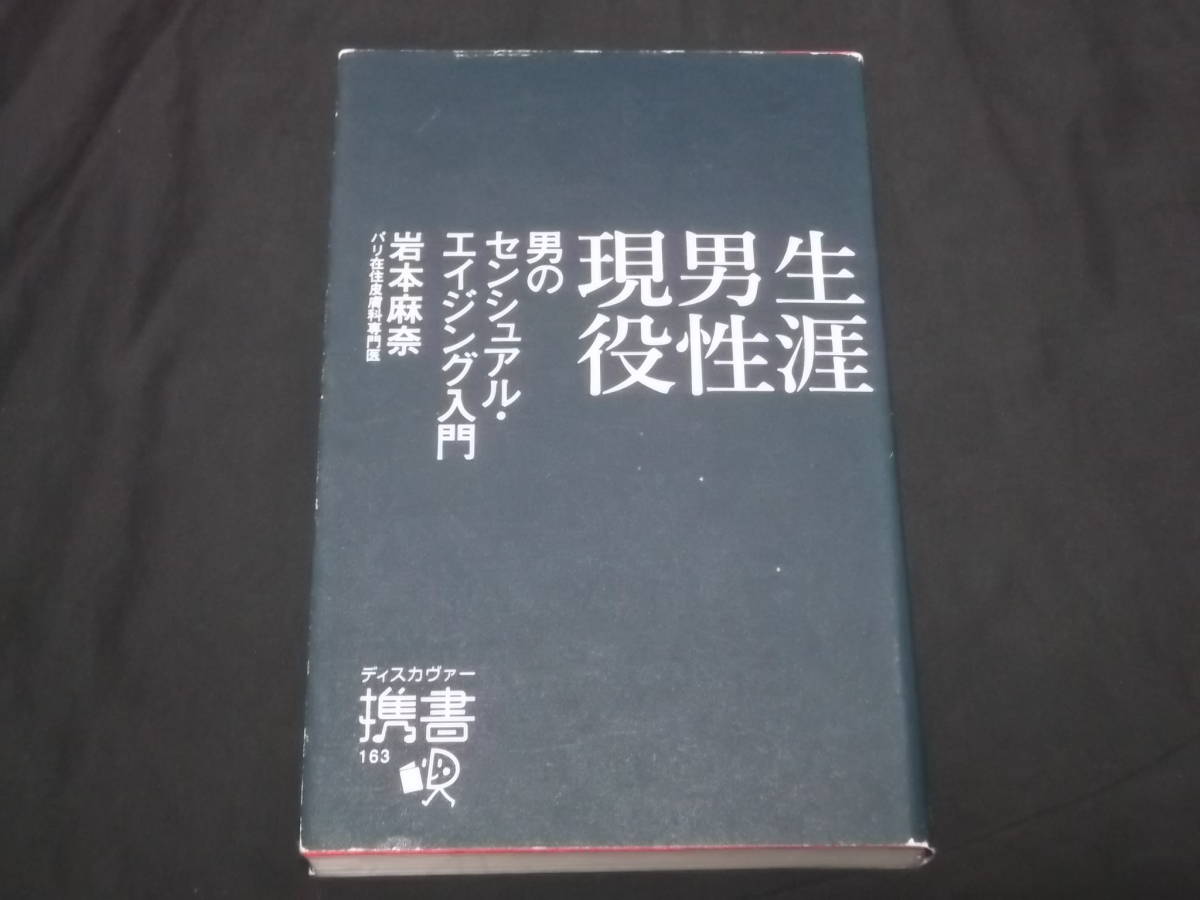 生涯
男性
現役
男の
センシュアル・
エイジング入門
岩本麻奈
パリ在住皮膚科専門医
ディスカヴァー
携書
163